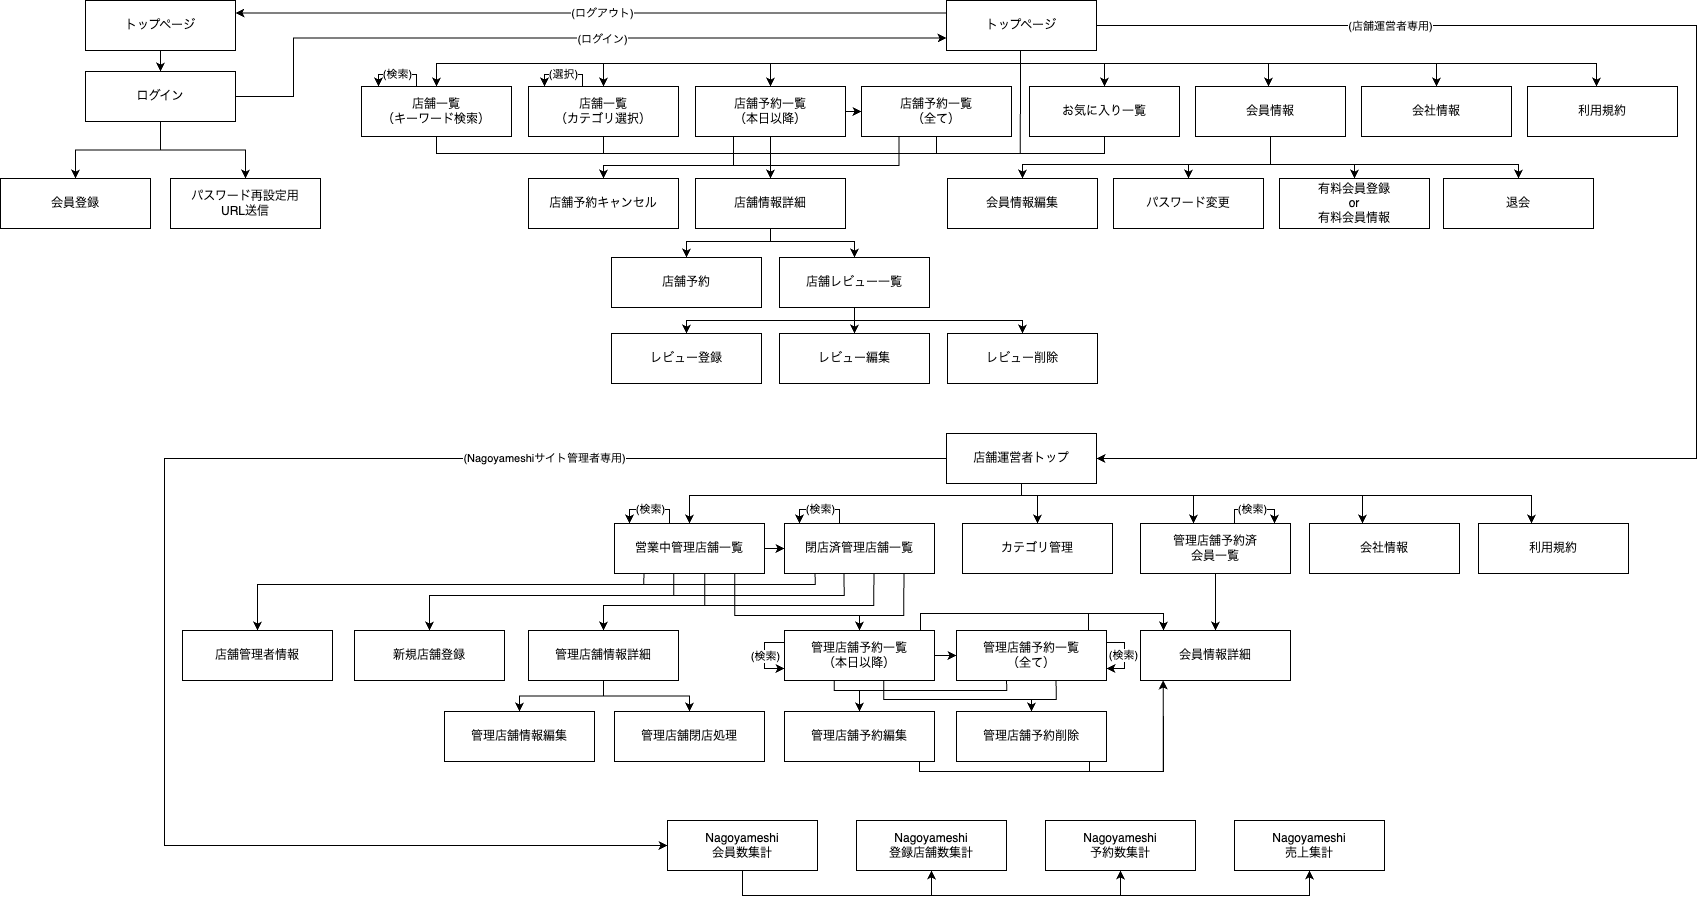 トップページ
(ログアウト)
トップページ
(店舗運営者専用)
(ログイン)
ログイン
(検索)
(選択)
店舗一覧
（キーワード検索）
店舗一覧
（カテゴリ選択）
店舗予約一覧
（本日以降）
店舗予約一覧
（全て）
お気に入り一覧
会員情報
会社情報
利用規約
会員登録
パスワード再設定用
URL送信
店舗予約キャンセル
店舗情報詳細
会員情報編集
パスワード変更
有料会員登録
or
有料会員情報
退会
店舗予約
店舗レビュー一覧
レビュー登録
レビュー編集
レビュー削除
(Nagoyameshiサイト管理者専用)
店舗運営者トップ
(検索)
(検索)
(検索)
営業中管理店舗一覧
閉店済管理店舗一覧
カテゴリ管理
管理店舗予約済
会員一覧
会社情報
利用規約
店舗管理者情報
新規店舗登録
管理店舗情報詳細
(検索)
管理店舗予約一覧
（本日以降）
管理店舗予約一覧
（全て）
(検索)
会員情報詳細
管理店舗情報編集
管理店舗閉店処理
管理店舗予約編集
管理店舗予約削除
Nagoyameshi
会員数集計
Nagoyameshi
登録店舗数集計
Nagoyameshi
予約数集計
Nagoyameshi
売上集計